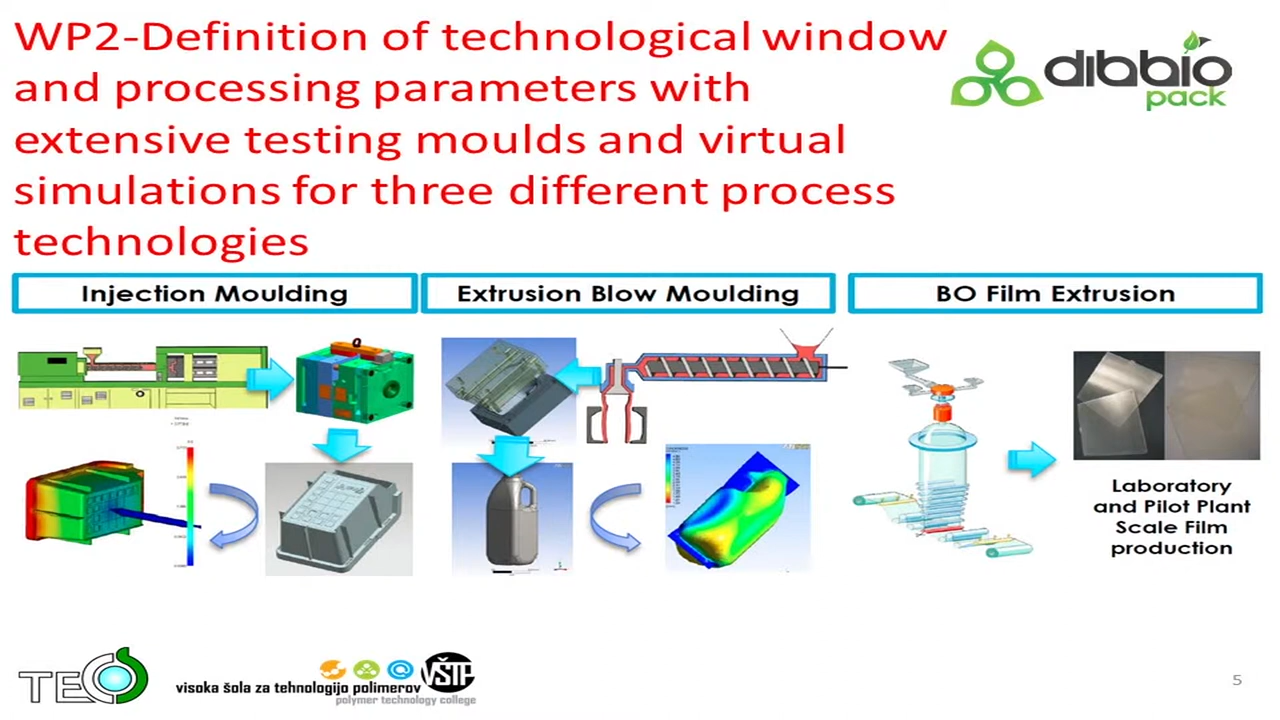 WP2-Definition of technological window
and processing parameters with
extensive testing moulds and virtual
simulations for three different process
technologies
dibbio
pack
Injection Moulding
Extrusion Blow Moulding
BO Film Extrusion
Laboratory
and Pilot Plant
Scale Film
production
TECOS
visoka šola za tehnologijo polimerov
VŠTP
polymer technology college
5